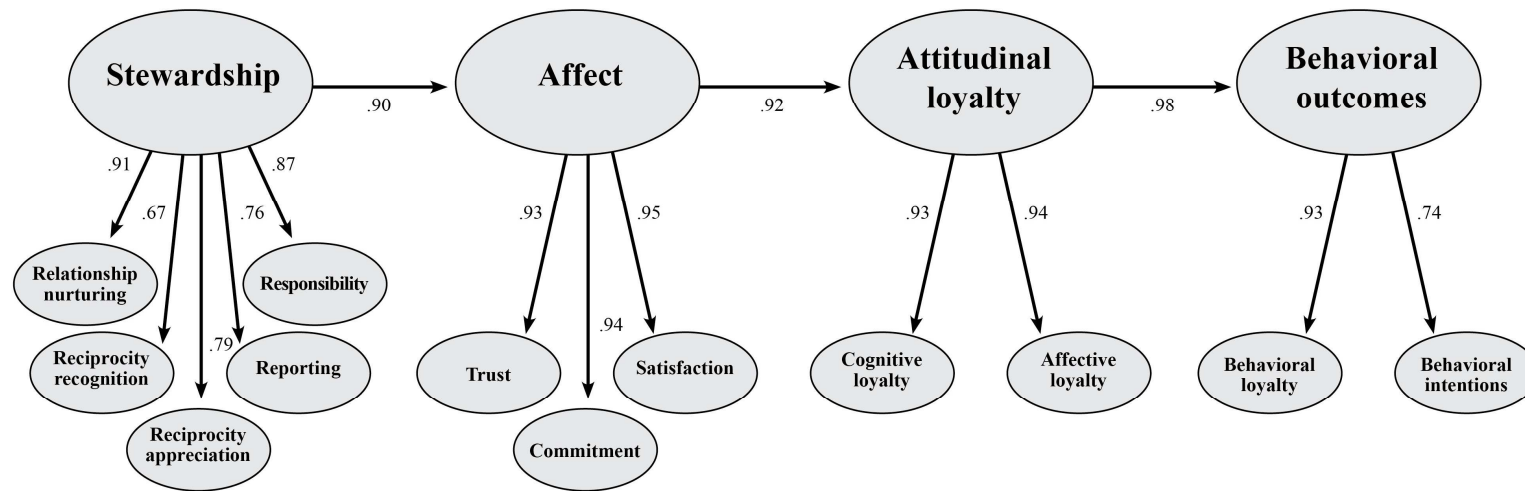 Stewardship
Affect
Attitudinal
loyalty
Behavioral
outcomes
.90
.92
.98
.91
.67
.79
.76
.87
.93
.94
.95
.93
.94
.93
.74
Relationship
nurturing
Responsibility
Reciprocity
recognition
Reporting
Reciprocity
appreciation
Trust
Satisfaction
Commitment
Cognitive
loyalty
Affective
loyalty
Behavioral
loyalty
Behavioral
intentions